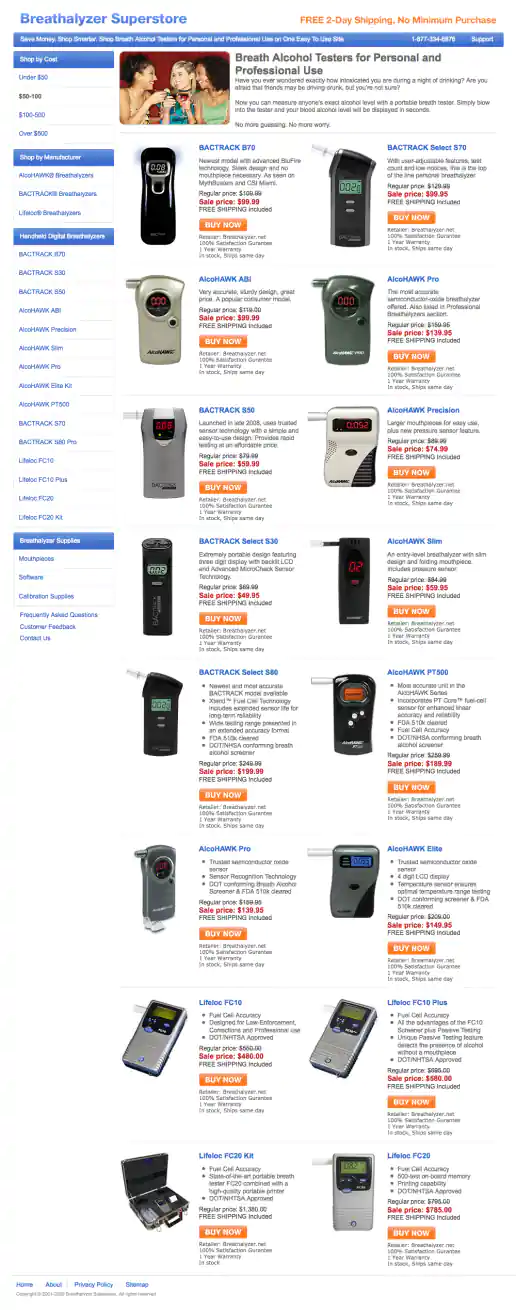 Breathalyzer Superstore
FREE 2-Day Shipping, No Minimum Purchase
Save Money. Shop Smarter. Shop Breath Alcohol Testers for Personal and Professional Use on One Easy To Use Site
1-877-334-6876
Support
Shop by Cost
Under $50
$50-100
$100-500
Over $500
Shop by Manufacturer
AlcoHAWK® Breathalyzers
BACTRACK® Breathalyzers
Lifeloc® Breathalyzers
Handheld Digital Breathalyzers
BACTRACK B70
BACTRACK S30
BACTRACK S50
AlcoHAWK ABI
AlcoHAWK Precision
AlcoHAWK Slim
AlcoHAWK Pro
AlcoHAWK Elite Kit
AlcoHAWK PT500
BACTRACK S70
BACTRACK S80 Pro
Lifeloc FC10
Lifeloc FC10 Plus
Lifeloc FC20
Lifeloc FC20 Kit
Breathalyzer Supplies
Mouthpieces
Software
Calibration Supplies
Frequently Asked Questions
Customer Feedback
Contact Us
Breath Alcohol Testers for Personal and
Professional Use
Have you ever wondered exactly how intoxicated you are during a night of drinking? Are you
afraid that friends may be driving drunk, but you're not sure?
Now you can measure anyone's exact alcohol level with a portable breath tester. Simply blow
into the tester and your blood alcohol level will be displayed in seconds.
No more guessing. No more worry.
BACTRACK B70
Newest model with advanced BluFire
technology. Sleek design and no
mouthpiece necessary. As seen on
MythBusters and CSI Miami.
Regular price: $109.99
Sale price: $99.99
FREE SHIPPING Included
BUY NOW
Retailer: Breathalyzer.net
100% Satisfaction Gurantee
1 Year Warranty
In stock, Ships same day
BACTRACK Select S70
With user-adjustable features, test
count and low notices, this is the top
of the line personal breathalyzer
Regular price: $129.99
Sale price: $99.95
FREE SHIPPING Included
BUY NOW
Retailer: Breathalyzer.net
100% Satisfaction Gurantee
1 Year Warranty
In stock, Ships same day
AlcoHAWK ABI
Very accurate, sturdy design, great
price. A popular consumer model.
Regular price: $119.00
Sale price: $99.99
FREE SHIPPING Included
BUY NOW
Retailer: Breathalyzer.net
100% Satisfaction Gurantee
1 Year Warranty
In stock, Ships same day
AlcoHAWK Pro
The most accurate
semiconductor-oxide breathalyzer
offered. Also listed in Professional
Breathalyzers section.
Regular price: $159.95
Sale price: $139.95
FREE SHIPPING Included
BUY NOW
Retailer: Breathalyzer.net
100% Satisfaction Gurantee
1 Year Warranty
In stock, Ships same day
BACTRACK S50
Launched in late 2008, uses trusted
sensor technology with a simple and
easy-to-use design. Provides rapid
testing at an affordable price.
Regular price: $79.99
Sale price: $59.99
FREE SHIPPING Included
BUY NOW
Retailer: Breathalyzer.net
100% Satisfaction Gurantee
1 Year Warranty
In stock, Ships same day
AlcoHAWK Precision
Larger mouthpieces for easy use,
plus new pressure sensor feature.
Regular price: $89.99
Sale price: $74.99
FREE SHIPPING Included
BUY NOW
Retailer: Breathalyzer.net
100% Satisfaction Gurantee
1 Year Warranty
In stock, Ships same day
BACTRACK Select S30
Extremely portable design featuring
three digit display with backlit LCD
and Advanced MicroCheck Sensor
Technology.
Regular price: $69.99
Sale price: $49.95
FREE SHIPPING Included
BUY NOW
Retailer: Breathalyzer.net
100% Satisfaction Gurantee
1 Year Warranty
In stock, Ships same day
AlcoHAWK Slim
An entry-level breathalyzer with slim
design and folding mouthpiece.
Includes pressure sensor
Regular price: $84.99
Sale price: $59.95
FREE SHIPPING Included
BUY NOW
Retailer: Breathalyzer.net
100% Satisfaction Gurantee
1 Year Warranty
In stock, Ships same day
BACTRACK Select S80
Newest and most accurate
BACTRACK model available
Xtend™ Fuel Cell Technology
includes extended sensor life for
long-term reliability
Wide testing range presented in
an extended accuracy format
FDA 510k cleared
DOT/NHSA conforming breath
alcohol screener
Regular price: $249.99
Sale price: $199.99
FREE SHIPPING Included
BUY NOW
Retailer: Breathalyzer.net
100% Satisfaction Gurantee
1 Year Warranty
In stock, Ships same day
AlcoHAWK PT500
Most accurate unit in the
AlcoHAWK Series
Incorporates PT Core™ fuel-cell
sensor for enhanced linear
accuracy and reliability
FDA 510k cleared
Fuel Cell Accuracy
DOT/NHSA conforming breath
alcohol screener
Regular price: $259.99
Sale price: $189.99
FREE SHIPPING Included
BUY NOW
Retailer: Breathalyzer.net
100% Satisfaction Gurantee
1 Year Warranty
In stock, Ships same day
AlcoHAWK Pro
Trusted semiconductor oxide
sensor
Sensor Recognition Technology
DOT conforming Breath Alcohol
Screener & FDA 510k cleared
Regular price: $159.95
Sale price: $139.95
FREE SHIPPING Included
BUY NOW
Retailer: Breathalyzer.net
100% Satisfaction Gurantee
1 Year Warranty
In stock, Ships same day
AlcoHAWK Elite
Trusted semiconductor oxide
sensor
4 digit LCD display
Temperature sensor ensures
optimal temperature range testing
DOT conforming screener & FDA
510k cleared
Regular price: $209.00
Sale price: $149.95
FREE SHIPPING Included
BUY NOW
Retailer: Breathalyzer.net
100% Satisfaction Gurantee
1 Year Warranty
In stock, Ships same day
Lifeloc FC10
Fuel Cell Accuracy
Designed for Law-Enforcement,
Corrections and Professional use
DOT/NHTSA Approved
Regular price: $550.00
Sale price: $480.00
FREE SHIPPING Included
BUY NOW
Retailer: Breathalyzer.net
100% Satisfaction Gurantee
1 Year Warranty
In stock, Ships same day
Lifeloc FC10 Plus
Fuel Cell Accuracy
All the advantages of the FC10
Screener plus Passive Testing
Unique Passive Testing feature
detects the presence of alcohol
without a mouthpiece
DOT/NHTSA Approved
Regular price: $695.00
Sale price: $580.00
FREE SHIPPING Included
BUY NOW
Retailer: Breathalyzer.net
100% Satisfaction Gurantee
1 Year Warranty
In stock, Ships same day
Lifeloc FC20 Kit
Fuel Cell Accuracy
State-of-the-art portable breath
tester FC20 combined with a
high-quality portable printer
DOT/NHTSA Approved
Regular price: $1,380.00
FREE SHIPPING Included
BUY NOW
Retailer: Breathalyzer.net
100% Satisfaction Gurantee
1 Year Warranty
In stock
Lifeloc FC20
Fuel Cell Accuracy
500-test on-board memory
Printing capability
DOT/NHTSA Approved
Regular price: $795.00
Sale price: $785.00
FREE SHIPPING Included
BUY NOW
Retailer: Breathalyzer.net
100% Satisfaction Gurantee
1 Year Warranty
In stock, Ships same day
Home
About
Privacy Policy
Sitemap